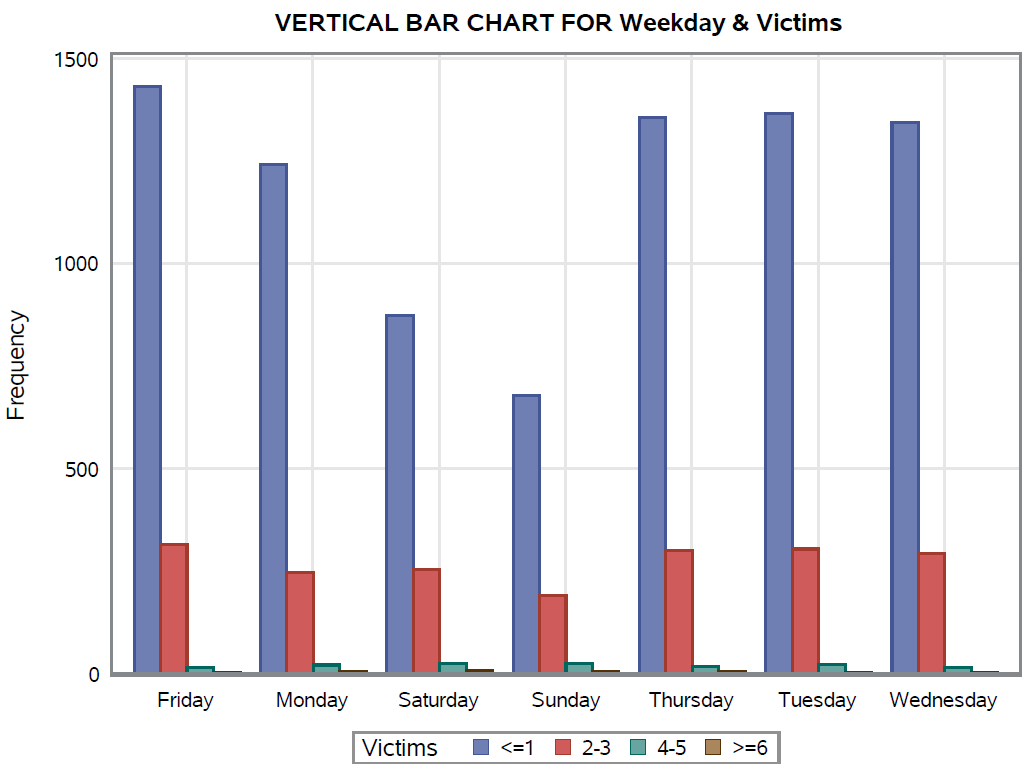 VERTICAL BAR CHART FOR Weekday & Victims
1500
1000
500
0
Frequency
Friday Monday Saturday Sunday Thursday Tuesday Wednesday
Victims <=1 2-3 4-5 >=6